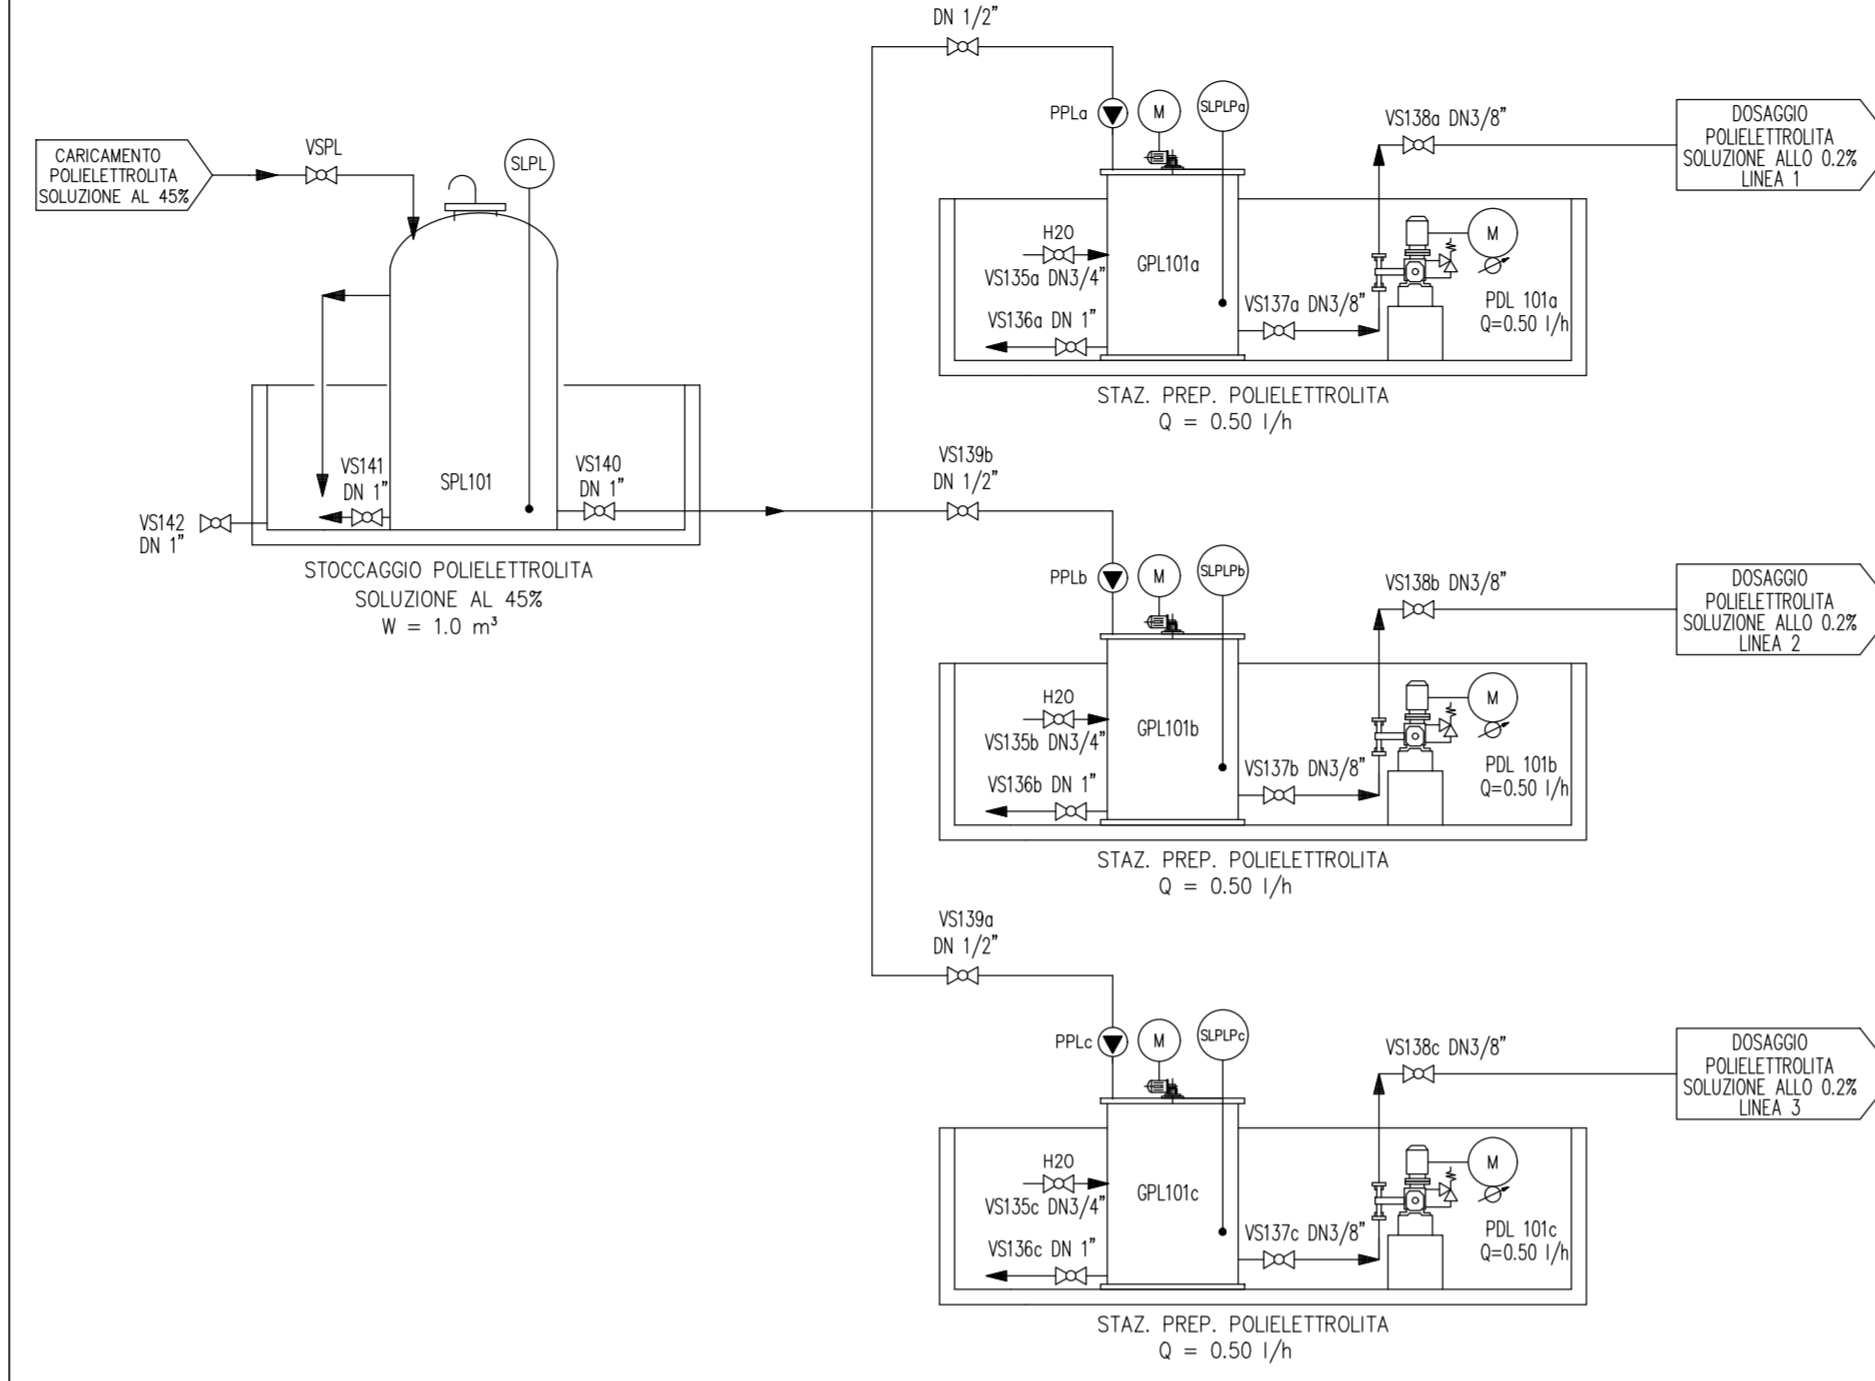 DN 1/2"
PPLa
M
SLPLPa
VS138a DN3/8"
DOSAGGIO
POLIELETTROLITA
SOLUZIONE ALLO 0.2%
LINEA 1
CARICAMENTO
POLIELETTROLITA
SOLUZIONE AL 45%
VSPL
SLPL
H2O
VS135a DN3/4"
GPL101a
VS136a DN 1"
VS137a DN3/8"
M
PDL 101a
Q=0.50 l/h
STAZ. PREP. POLIELETTROLITA
Q = 0.50 l/h
VS141
DN 1"
SPL101
VS140
DN 1"
VS142
DN 1"
STOCCAGGIO POLIELETTROLITA
SOLUZIONE AL 45%
W = 1.0 m³
VS139b
DN 1/2"
PPLb
M
SLPLPb
VS138b DN3/8"
DOSAGGIO
POLIELETTROLITA
SOLUZIONE ALLO 0.2%
LINEA 2
H2O
VS135b DN3/4"
GPL101b
VS136b DN 1"
VS137b DN3/8"
M
PDL 101b
Q=0.50 l/h
STAZ. PREP. POLIELETTROLITA
Q = 0.50 l/h
VS139a
DN 1/2"
PPLc
M
SLPLPc
VS138c DN3/8"
DOSAGGIO
POLIELETTROLITA
SOLUZIONE ALLO 0.2%
LINEA 3
H2O
VS135c DN3/4"
GPL101c
VS136c DN 1"
VS137c DN3/8"
M
PDL 101c
Q=0.50 l/h
STAZ. PREP. POLIELETTROLITA
Q = 0.50 l/h